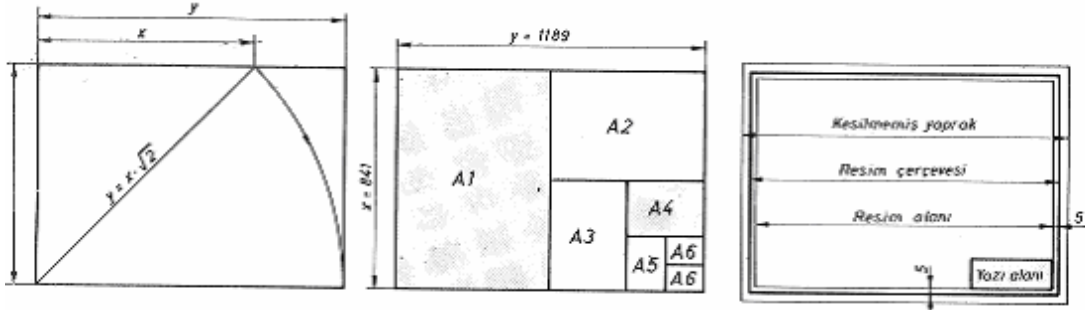 y
x
y = x·√2
y = 1189
x = 841
A1
A2
A3
A4
A5
A6
A6
Kesilmemiş yaprak
Resim çerçevesi
Resim alanı
5
Yazı alanı